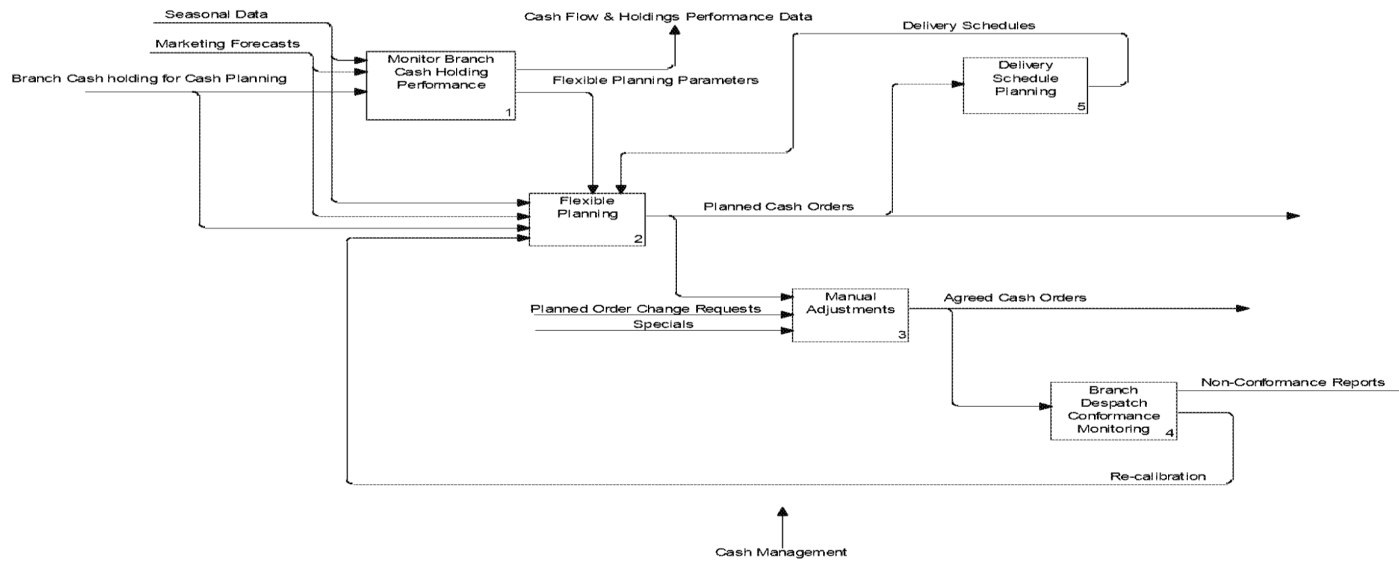 Seasonal Data
Cash Flow & Holdings Performance Data
Delivery Schedules
Marketing Forecasts
Branch Cash holding for Cash Planning
Monitor Branch
Cash Holding
Performance
1
Flexible Planning Parameters
Delivery
Schedule
Planning
5
Flexible
Planning
2
Planned Cash Orders
Planned Order Change Requests
Specials
Manual
Adjustments
3
Agreed Cash Orders
Branch
Despatch
Conformance
Monitoring
4
Non-Conformance Reports
Re-calibration
Cash Management